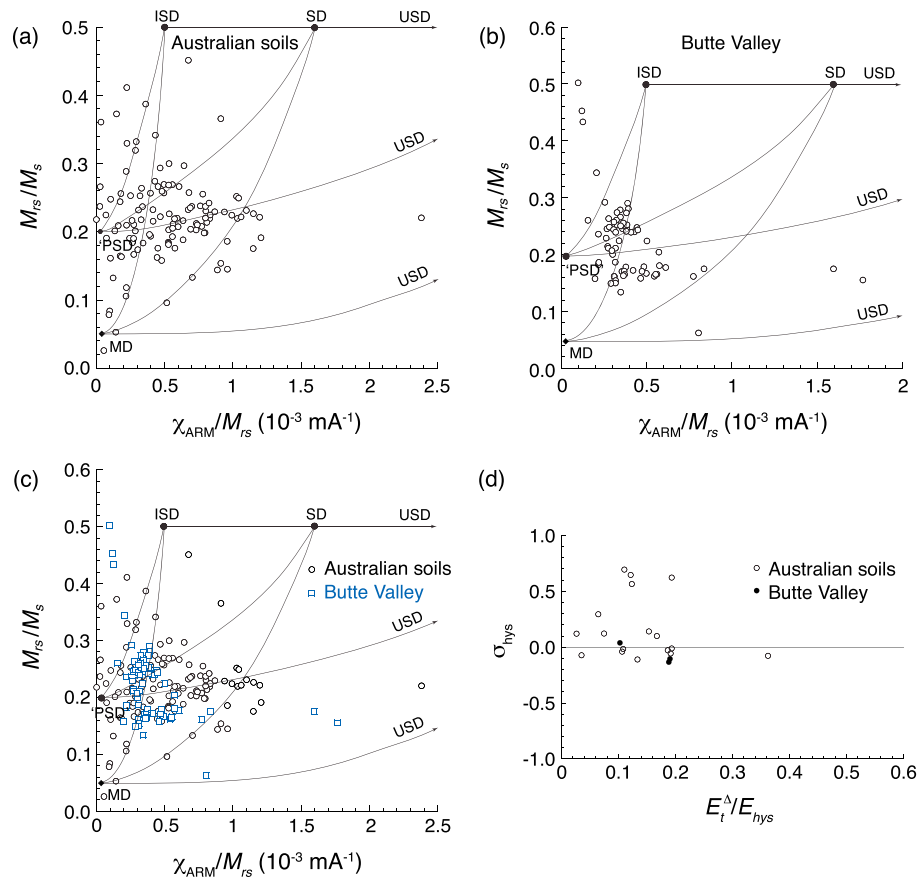 (a)
ISD
SD
USD
Australian soils
0.5
0.4
0.3
0.2
0.1
0.0
USD
'PSD'
USD
MD
Mrs/Ms
0 0.5 1 1.5 2 2.5
χARM/Mrs (10-3 mA-1)
(b)
Butte Valley
0.6
0.5
0.4
0.3
0.2
0.1
0.0
ISD
SD
USD
USD
'PSD'
USD
MD
Mrs/Ms
0 0.5 1 1.6 2
χARM/Mrs (10-3 mA-1)
(c)
0.6
0.5
0.4
0.3
0.2
0.1
0.0
ISD
SD
USD
Australian soils
Butte Valley
USD
'PSD'
USD
MD
Mrs/Ms
0 0.5 1 1.5 2 2.5
χARM/Mrs (10-3 mA-1)
(d)
1.0
0.5
0.0
-0.5
-1.0
Australian soils
Butte Valley
σhys
0 0.1 0.2 0.3 0.4 0.5 0.6
EtΔ/Ehys